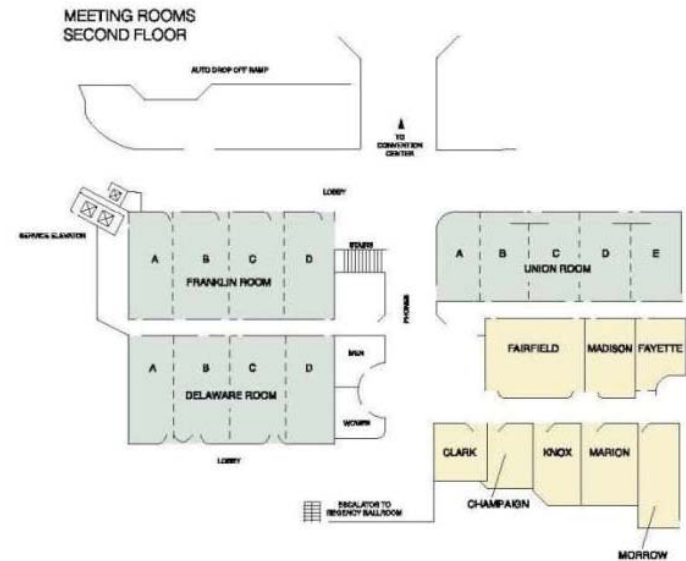 MEETING ROOMS
SECOND FLOOR
AUTO DROP OFF RAMP
TO
CONVENTION
CENTER
LOBBY
SERVICE ELEVATOR
STAIRS
A B C D
FRANKLIN ROOM
A B C D E
UNION ROOM
PHONES
MEN
FAIRFIELD MADISON FAYETTE
A B C D
DELAWARE ROOM
WOMEN
LOBBY
CLARK KNOX MARION
CHAMPAIGN
ESCALATOR TO
REGENCY BALLROOM
MORROW